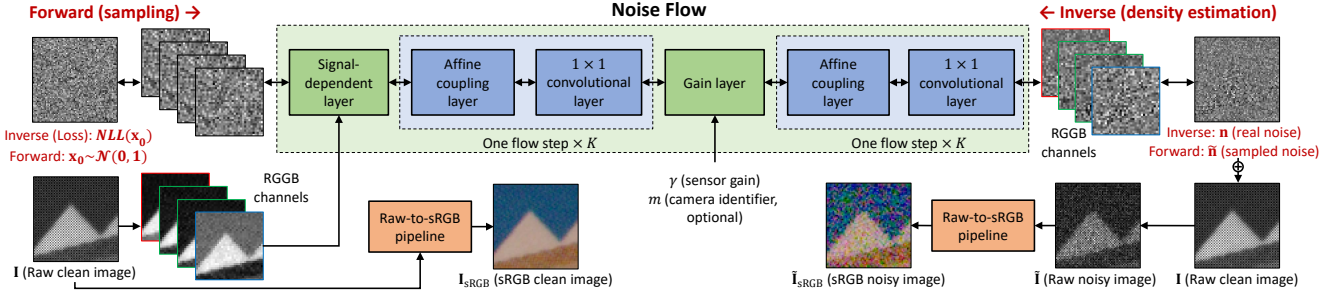 Forward (sampling) →
Noise Flow
← Inverse (density estimation)
Signal-
dependent
layer
Affine
coupling
layer
1 × 1
convolutional
layer
Gain layer
Affine
coupling
layer
1 × 1
convolutional
layer
One flow step × K
One flow step × K
Inverse (Loss): NLL(x₀)
Forward: x₀~𝒩(0, 1)
RGGB
channels
Inverse: n (real noise)
Forward: ñ (sampled noise)
RGGB
channels
γ (sensor gain)
m (camera identifier,
optional)
Raw-to-sRGB
pipeline
Raw-to-sRGB
pipeline
I (Raw clean image)
I_sRGB (sRGB clean image)
Ĩ_sRGB (sRGB noisy image)
Ĩ (Raw noisy image)
I (Raw clean image)